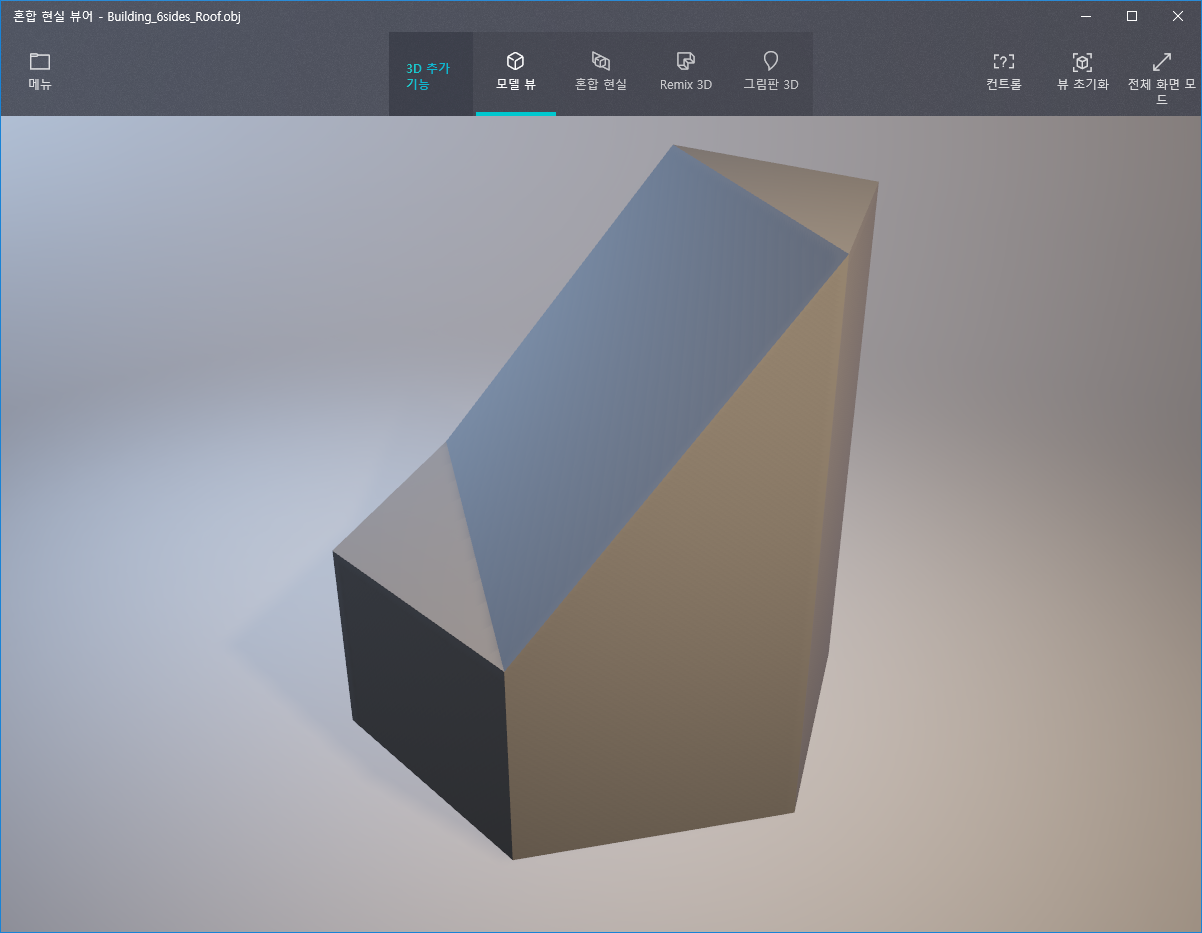 혼합 현실 뷰어 - Building_6sides_Roof.obj
메뉴
3D 추가
기능
모델 뷰
혼합 현실
Remix 3D
그림판 3D
컨트롤
뷰 초기화
전체 화면 모
드